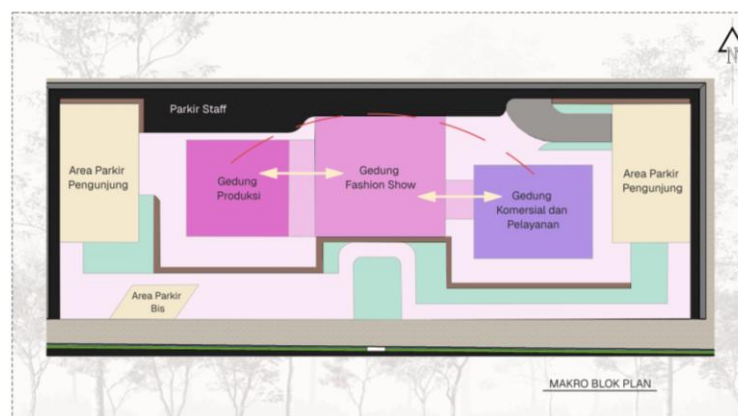 N
Parkir Staff
Area Parkir
Pengunjung
Gedung
Produksi
Gedung
Fashion Show
Gedung
Komersial dan
Pelayanan
Area Parkir
Pengunjung
Area Parkir
Bis
MAKRO BLOK PLAN